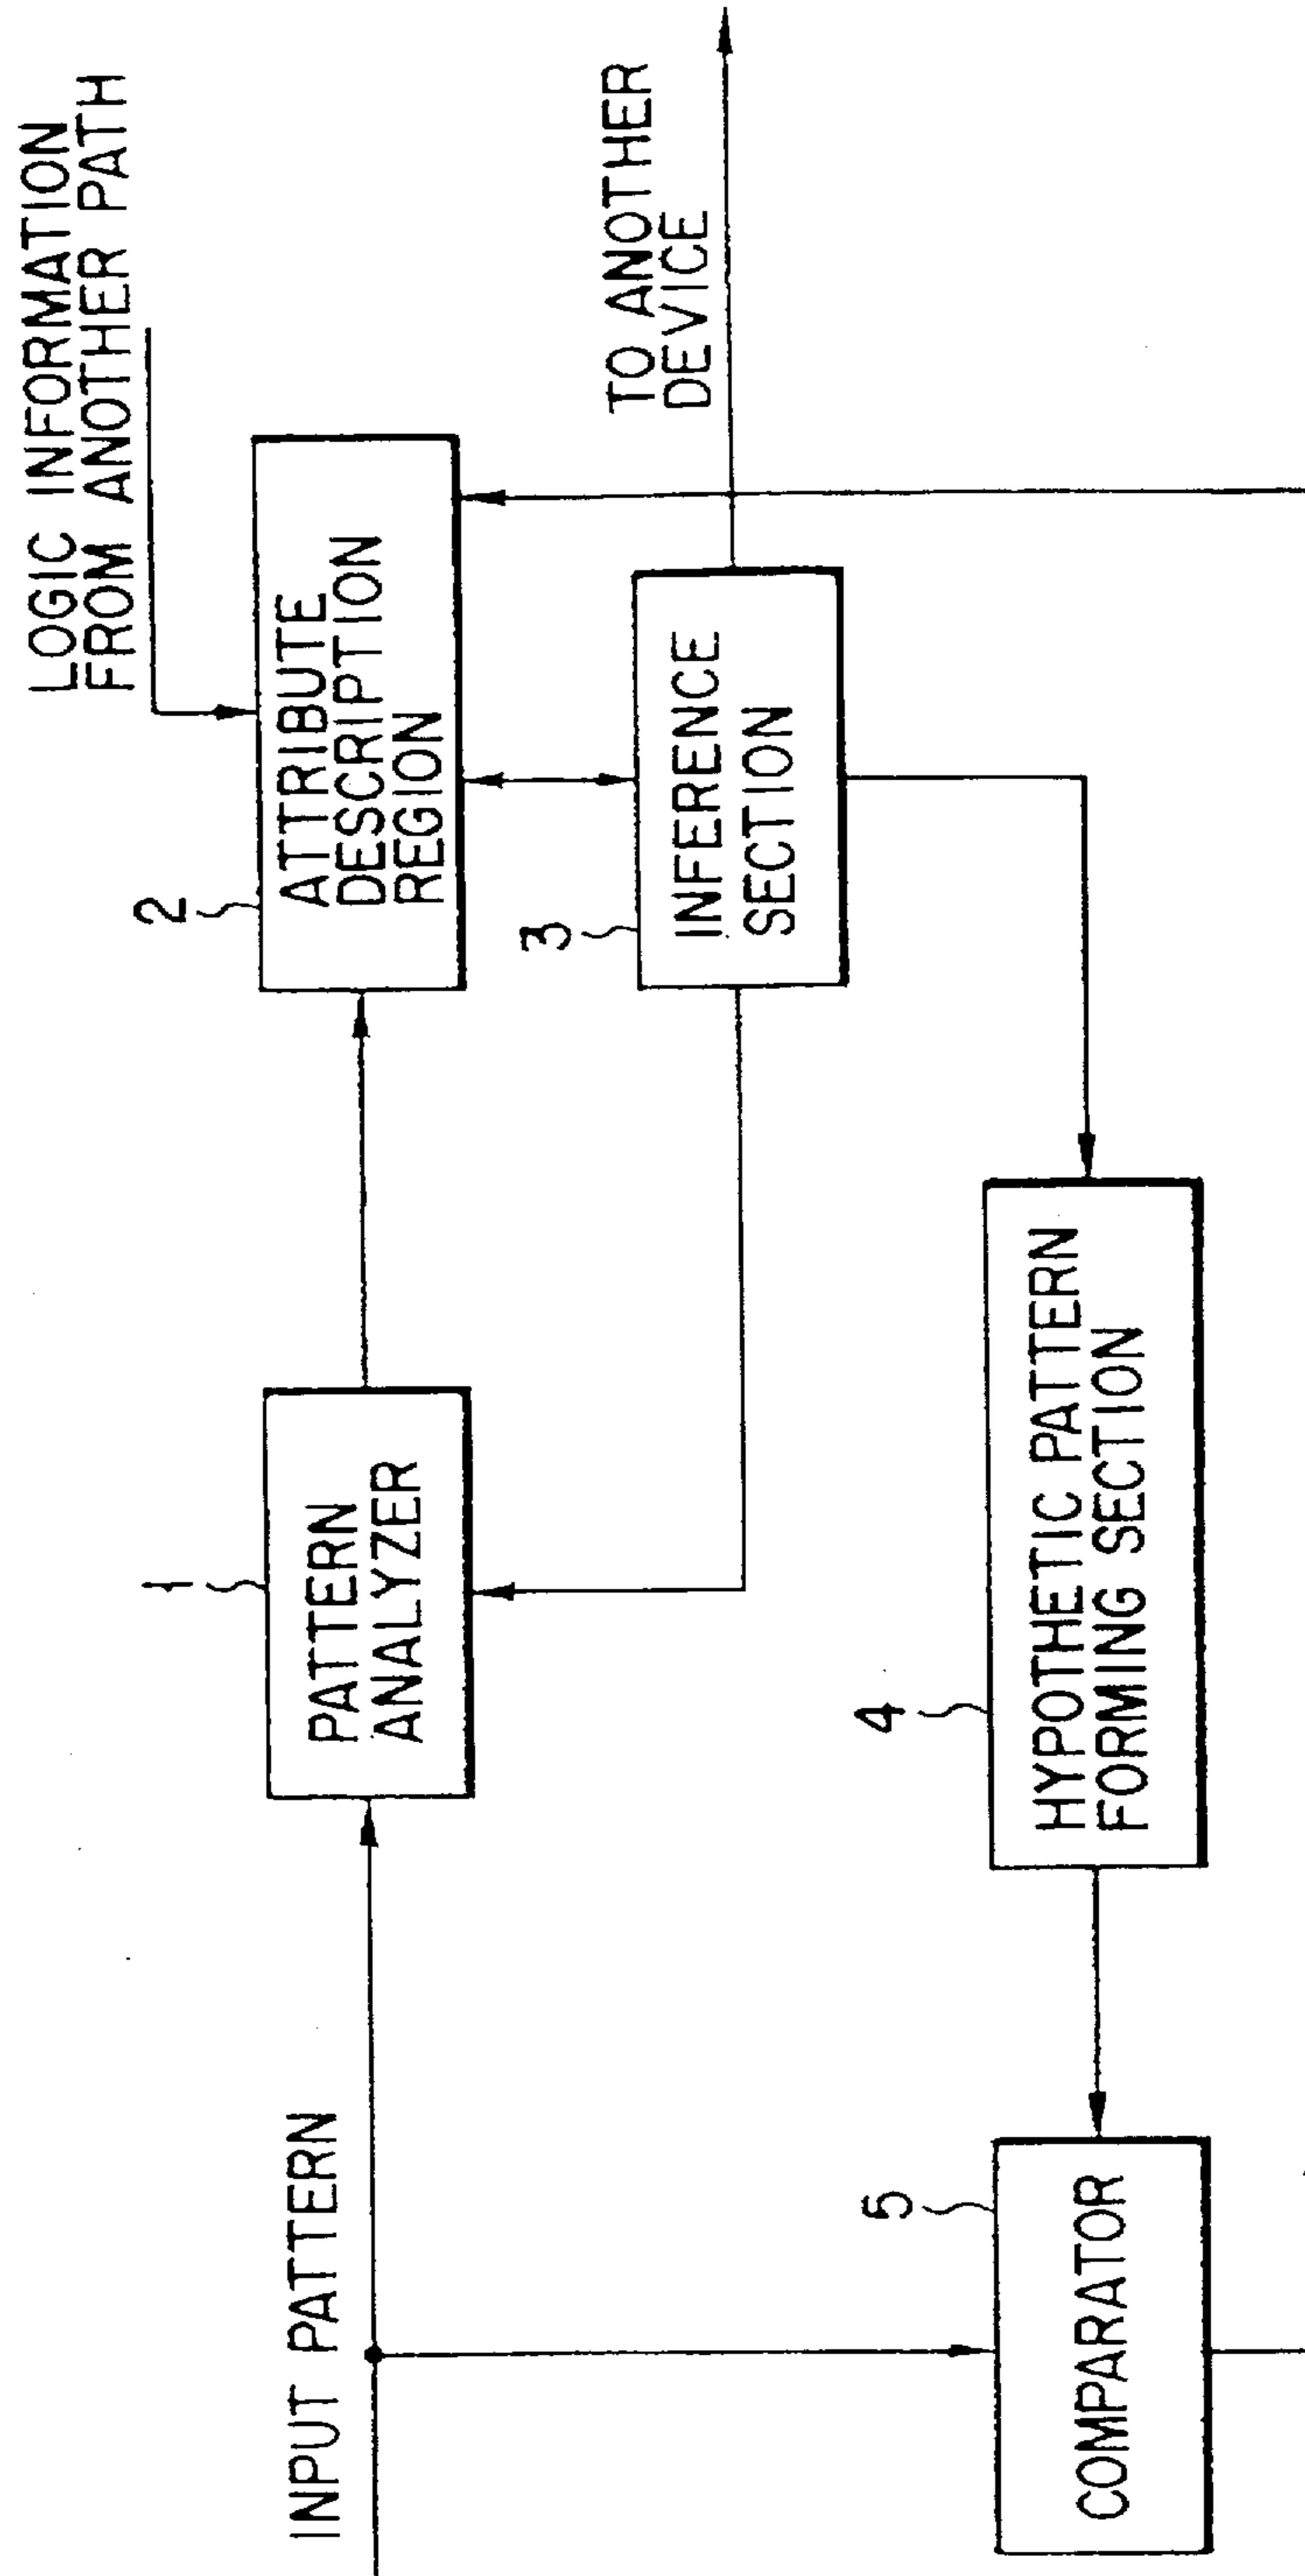 LOGIC INFORMATION
FROM ANOTHER PATH
INPUT PATTERN
1
PATTERN
ANALYZER
2
ATTRIBUTE
DESCRIPTION
REGION
3
INFERENCE
SECTION
TO ANOTHER
DEVICE
4
HYPOTHETIC PATTERN
FORMING SECTION
5
COMPARATOR